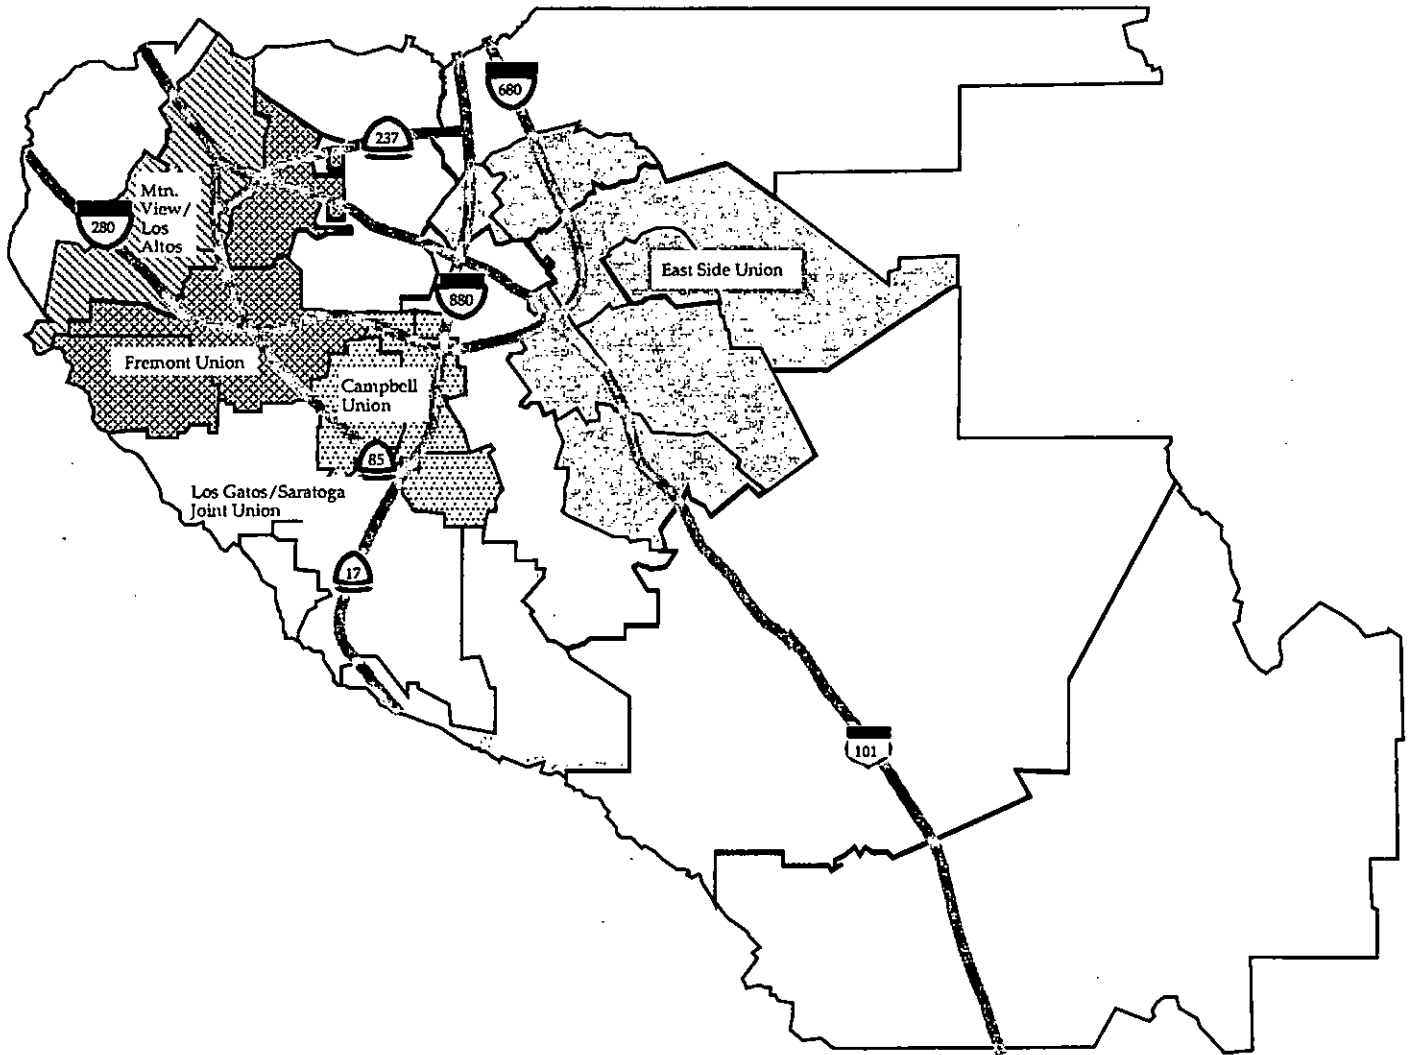 680
237
Mtn.
View/
Los
Altos
280
East Side Union
880
Fremont Union
Campbell
Union
85
Los Gatos/Saratoga
Joint Union
17
101